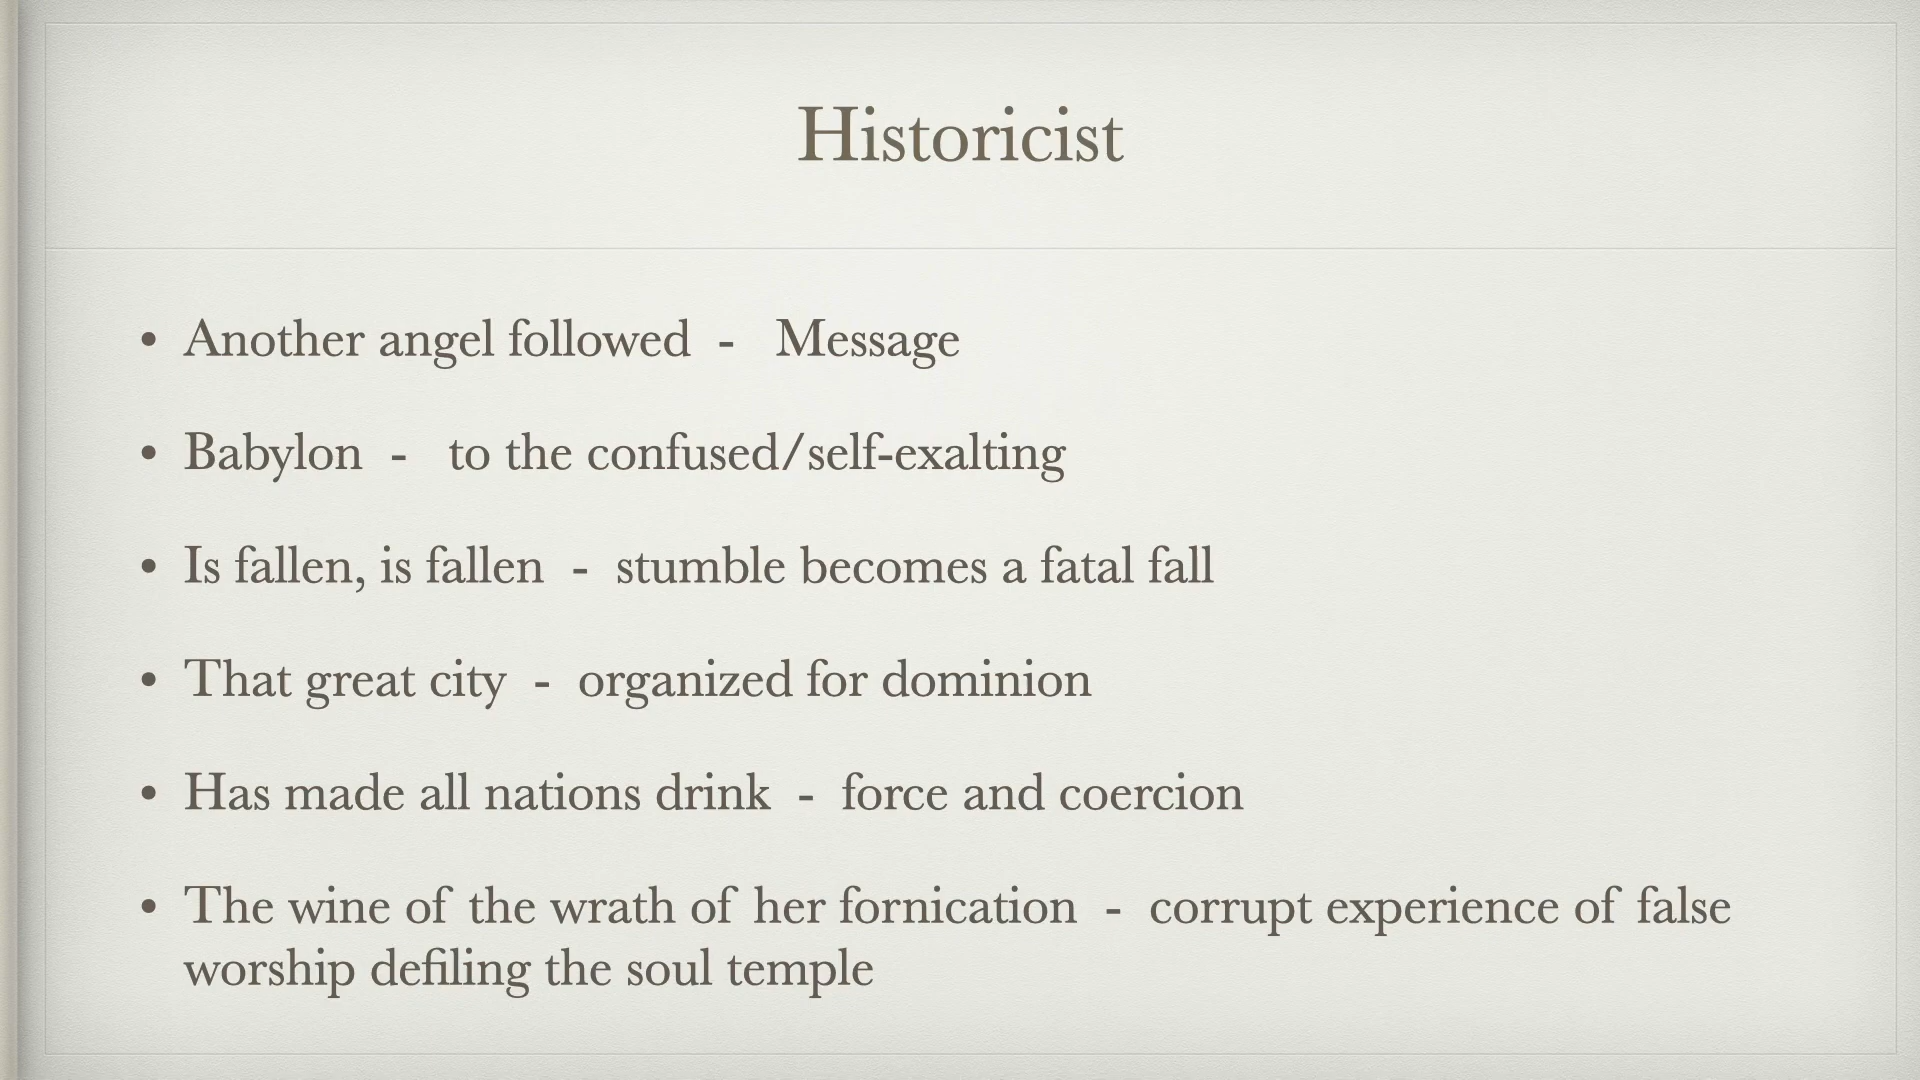 Historicist
• Another angel followed - Message
• Babylon - to the confused/self-exalting
• Is fallen, is fallen - stumble becomes a fatal fall
• That great city - organized for dominion
• Has made all nations drink - force and coercion
• The wine of the wrath of her fornication - corrupt experience of false
worship defiling the soul temple